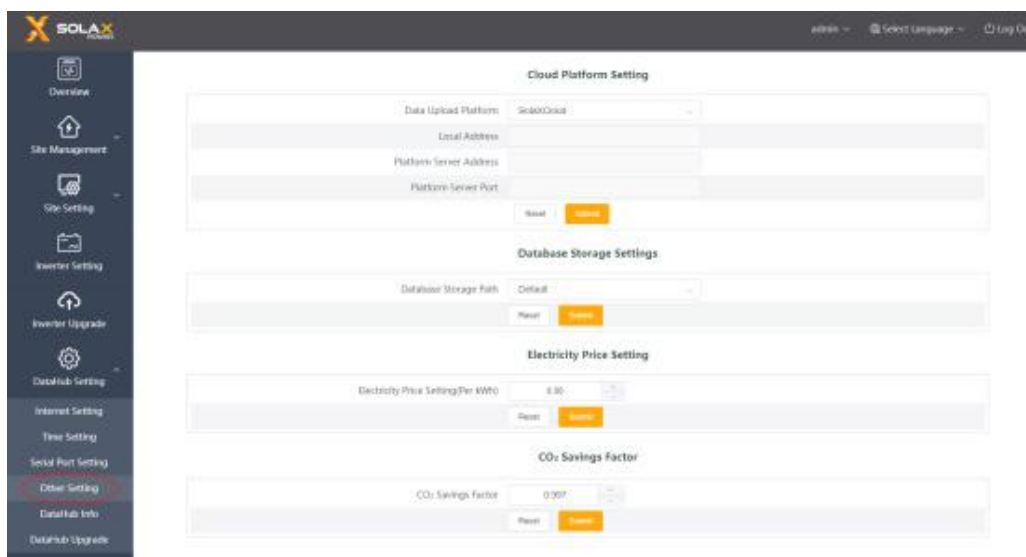 SOLAX
POWER
admin
Select Language
Log O
Overview
Site Management
Site Setting
Inverter Setting
Inverter Upgrade
DataHub Setting
Internet Setting
Time Setting
Serial Port Setting
Other Setting
DataHub Info
DataHub Upgrade
Cloud Platform Setting
Data Upload Platform SolaXCloud
Local Address
Platform Server Address
Platform Server Port
Reset Submit
Database Storage Settings
Database Storage Path Default
Reset Submit
Electricity Price Setting
Electricity Price Setting(Per kWh)
Reset Submit
CO₂ Savings Factor
CO₂ Savings Factor 0.997
Reset Submit